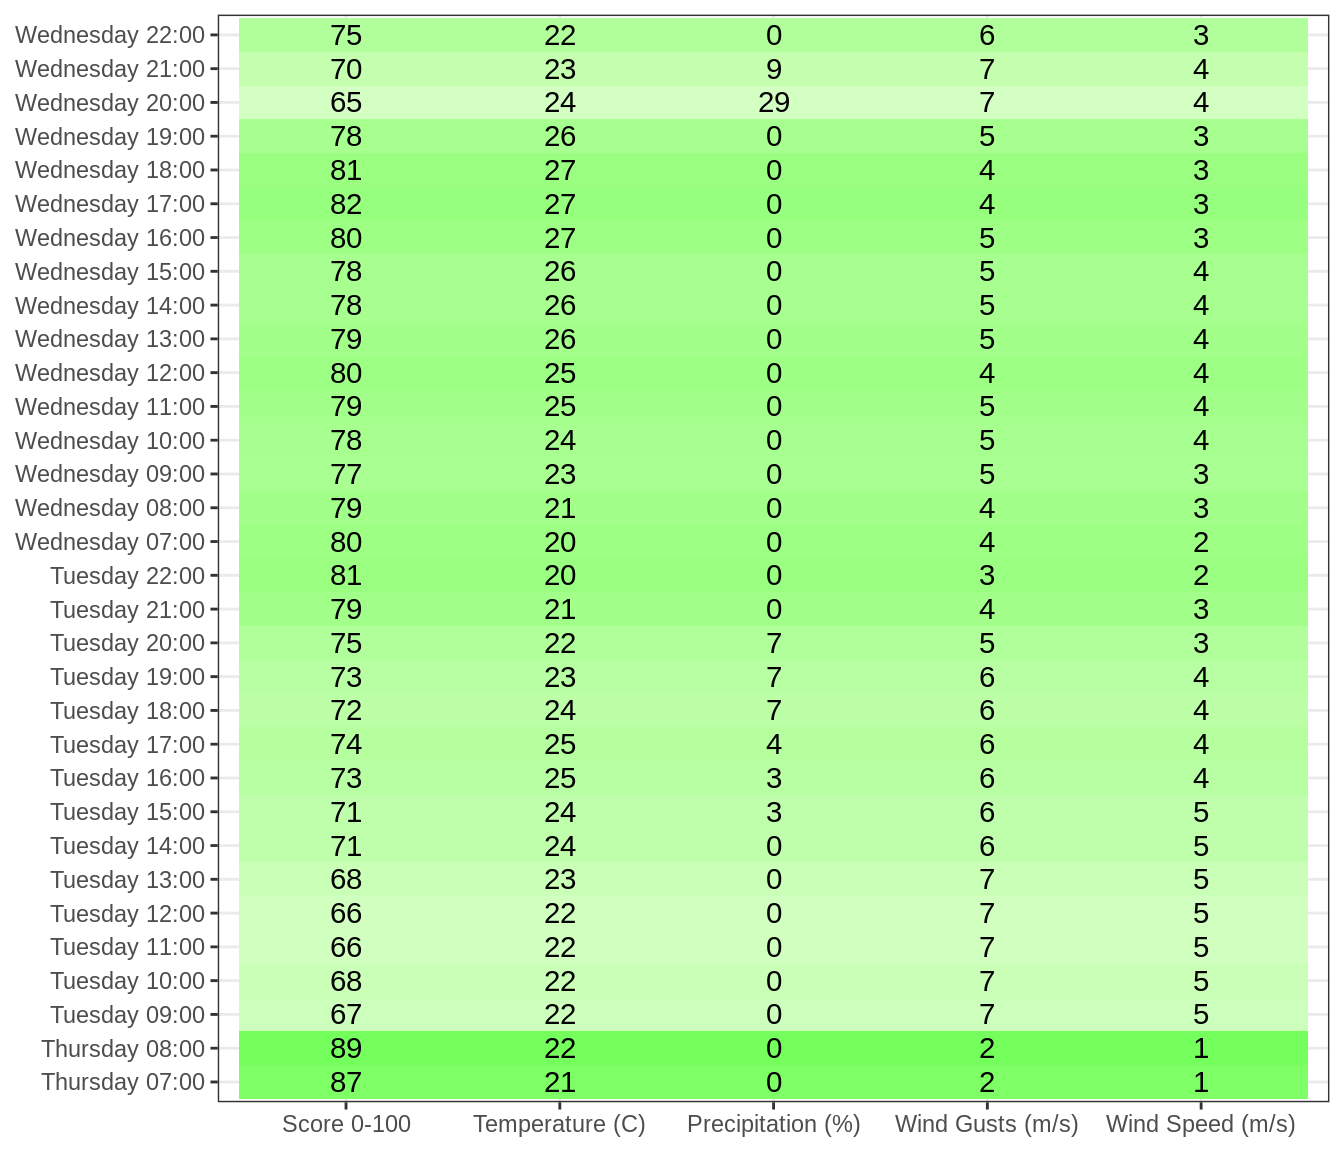 Wednesday 22:00 75 22 0 6 3
Wednesday 21:00 70 23 9 7 4
Wednesday 20:00 65 24 29 7 4
Wednesday 19:00 78 26 0 5 3
Wednesday 18:00 81 27 0 4 3
Wednesday 17:00 82 27 0 4 3
Wednesday 16:00 80 27 0 5 3
Wednesday 15:00 78 26 0 5 4
Wednesday 14:00 78 26 0 5 4
Wednesday 13:00 79 26 0 5 4
Wednesday 12:00 80 25 0 4 4
Wednesday 11:00 79 25 0 5 4
Wednesday 10:00 78 24 0 5 4
Wednesday 09:00 77 23 0 5 3
Wednesday 08:00 79 21 0 4 3
Wednesday 07:00 80 20 0 4 2
Tuesday 22:00 81 20 0 3 2
Tuesday 21:00 79 21 0 4 3
Tuesday 20:00 75 22 7 5 3
Tuesday 19:00 73 23 7 6 4
Tuesday 18:00 72 24 7 6 4
Tuesday 17:00 74 25 4 6 4
Tuesday 16:00 73 25 3 6 4
Tuesday 15:00 71 24 3 6 5
Tuesday 14:00 71 24 0 6 5
Tuesday 13:00 68 23 0 7 5
Tuesday 12:00 66 22 0 7 5
Tuesday 11:00 66 22 0 7 5
Tuesday 10:00 68 22 0 7 5
Tuesday 09:00 67 22 0 7 5
Thursday 08:00 89 22 0 2 1
Thursday 07:00 87 21 0 2 1
Score 0-100 Temperature (C) Precipitation (%) Wind Gusts (m/s) Wind Speed (m/s)